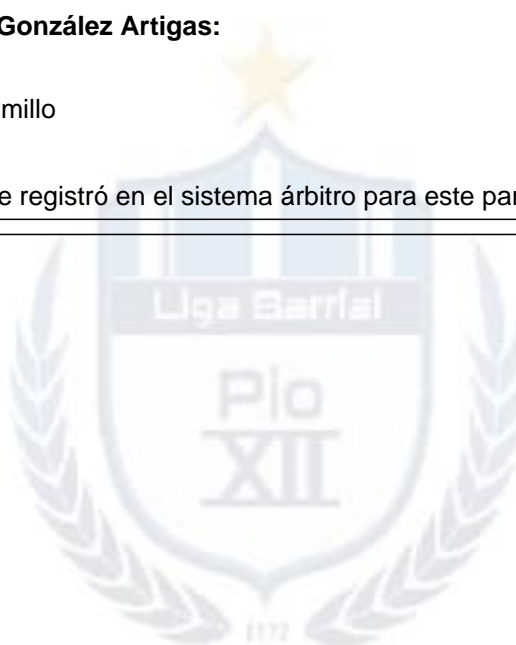 González Artigas:
millo
e registró en el sistema árbitro para este par
Liga Barrial
Pio
XII